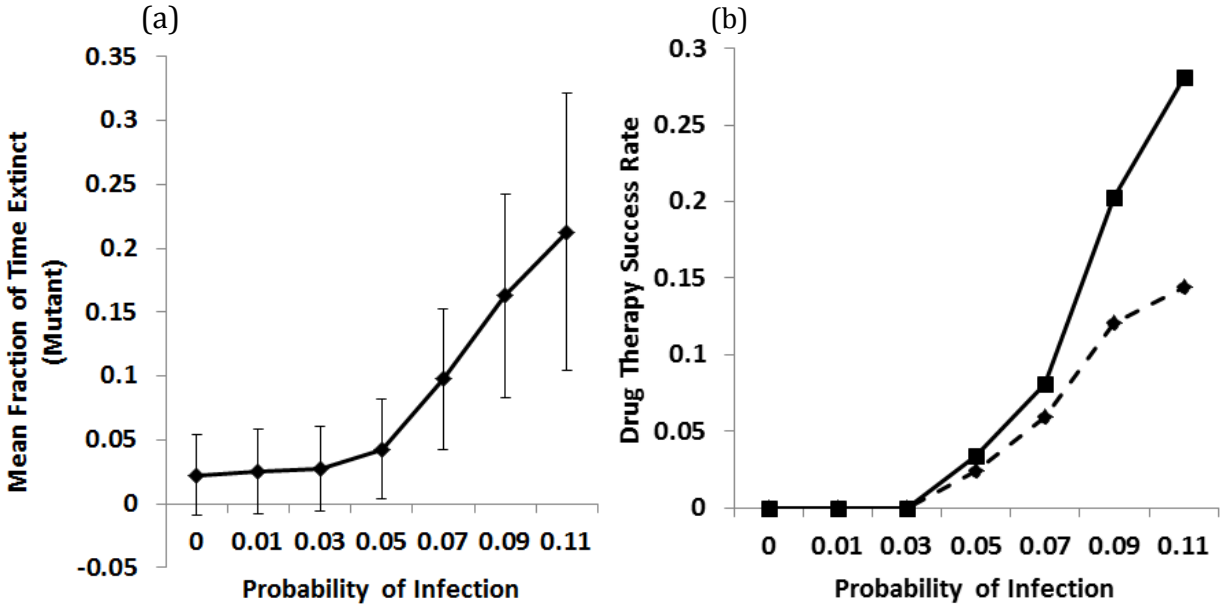 (a)
0.35
0.3
0.25
0.2
0.15
0.1
0.05
0
-0.05
Mean Fraction of Time Extinct
(Mutant)
0 0.01 0.03 0.05 0.07 0.09 0.11
Probability of Infection
(b)
0.3
0.25
0.2
0.15
0.1
0.05
0
Drug Therapy Success Rate
0 0.01 0.03 0.05 0.07 0.09 0.11
Probability of Infection